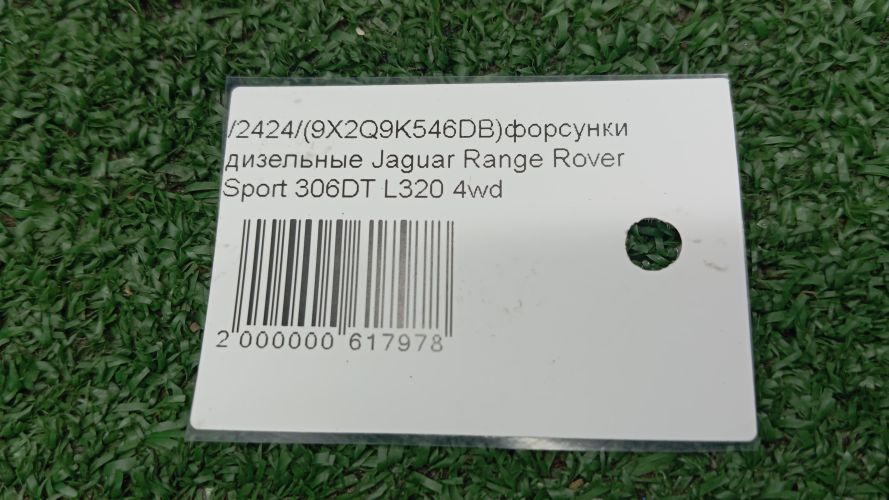 /2424/(9X2Q9K546DB)форсунки
дизельные Jaguar Range Rover
Sport 306DT L320 4wd
2 000000 617978